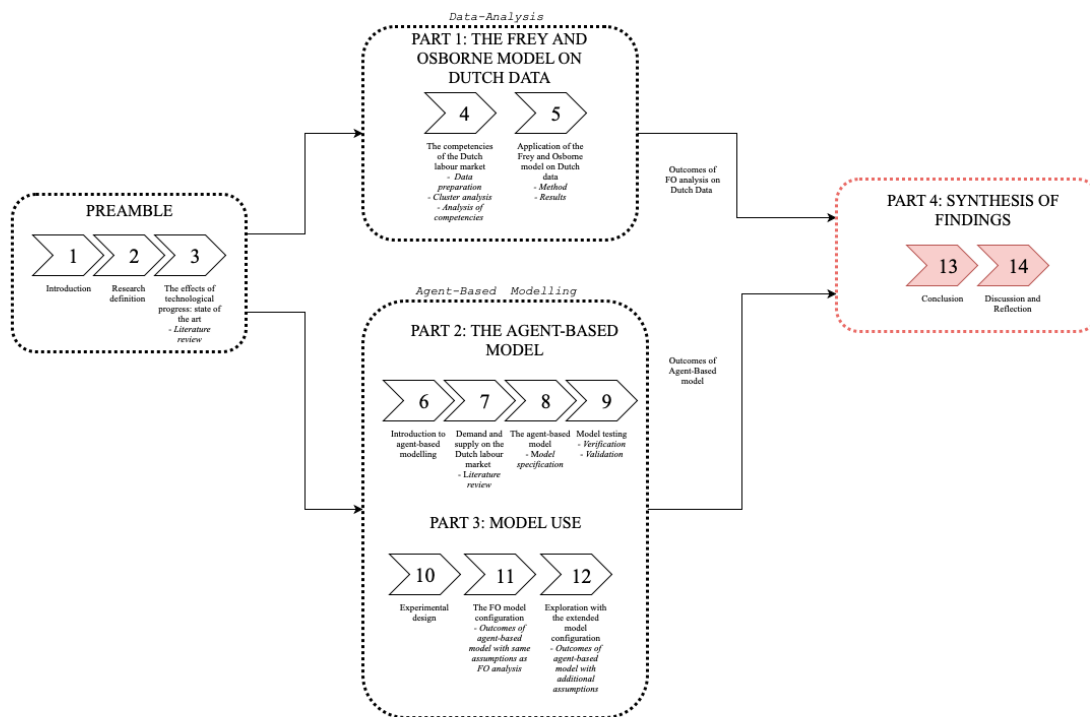 Data-Analysis
PART 1: THE FREY AND
OSBORNE MODEL ON
DUTCH DATA
4
5
The competencies
of the Dutch
labour market
- Data
preparation
- Cluster analysis
- Analysis of
competencies
Application of the
Frey and Osborne
model on Dutch
data
- Method
- Results
PREAMBLE
1
2
3
Introduction
Research
definition
The effects of
technological
progress: state of
the art
- Literature
review
Outcomes of
FO analysis on
Dutch Data
PART 4: SYNTHESIS OF
FINDINGS
13
14
Conclusion
Discussion and
Reflection
Agent-Based Modelling
PART 2: THE AGENT-BASED
MODEL
6
7
8
9
Introduction to
agent-based
modelling
Demand and
supply on the
Dutch labour
market
- Literature
review
The agent-based
model
- Model
specification
Model testing
- Verification
- Validation
Outcomes of
Agent-Based
model
PART 3: MODEL USE
10
11
12
Experimental
design
The FO model
configuration
- Outcomes of
agent-based
model with same
assumptions as
FO analysis
Exploration with
the extended
model
configuration
- Outcomes of
agent-based
model with
additional
assumptions